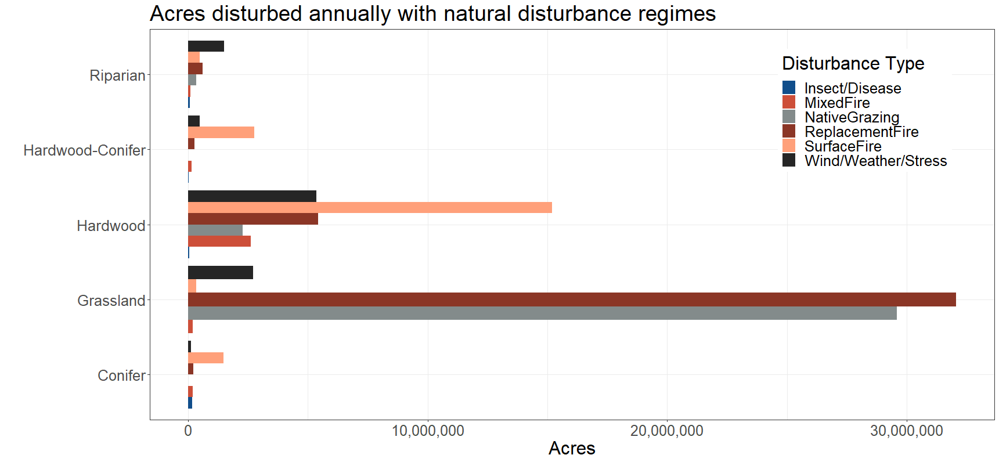 Acres disturbed annually with natural disturbance regimes
Disturbance Type
Insect/Disease
MixedFire
NativeGrazing
ReplacementFire
SurfaceFire
Wind/Weather/Stress
Riparian
Hardwood-Conifer
Hardwood
Grassland
Conifer
0 10,000,000 20,000,000 30,000,000
Acres